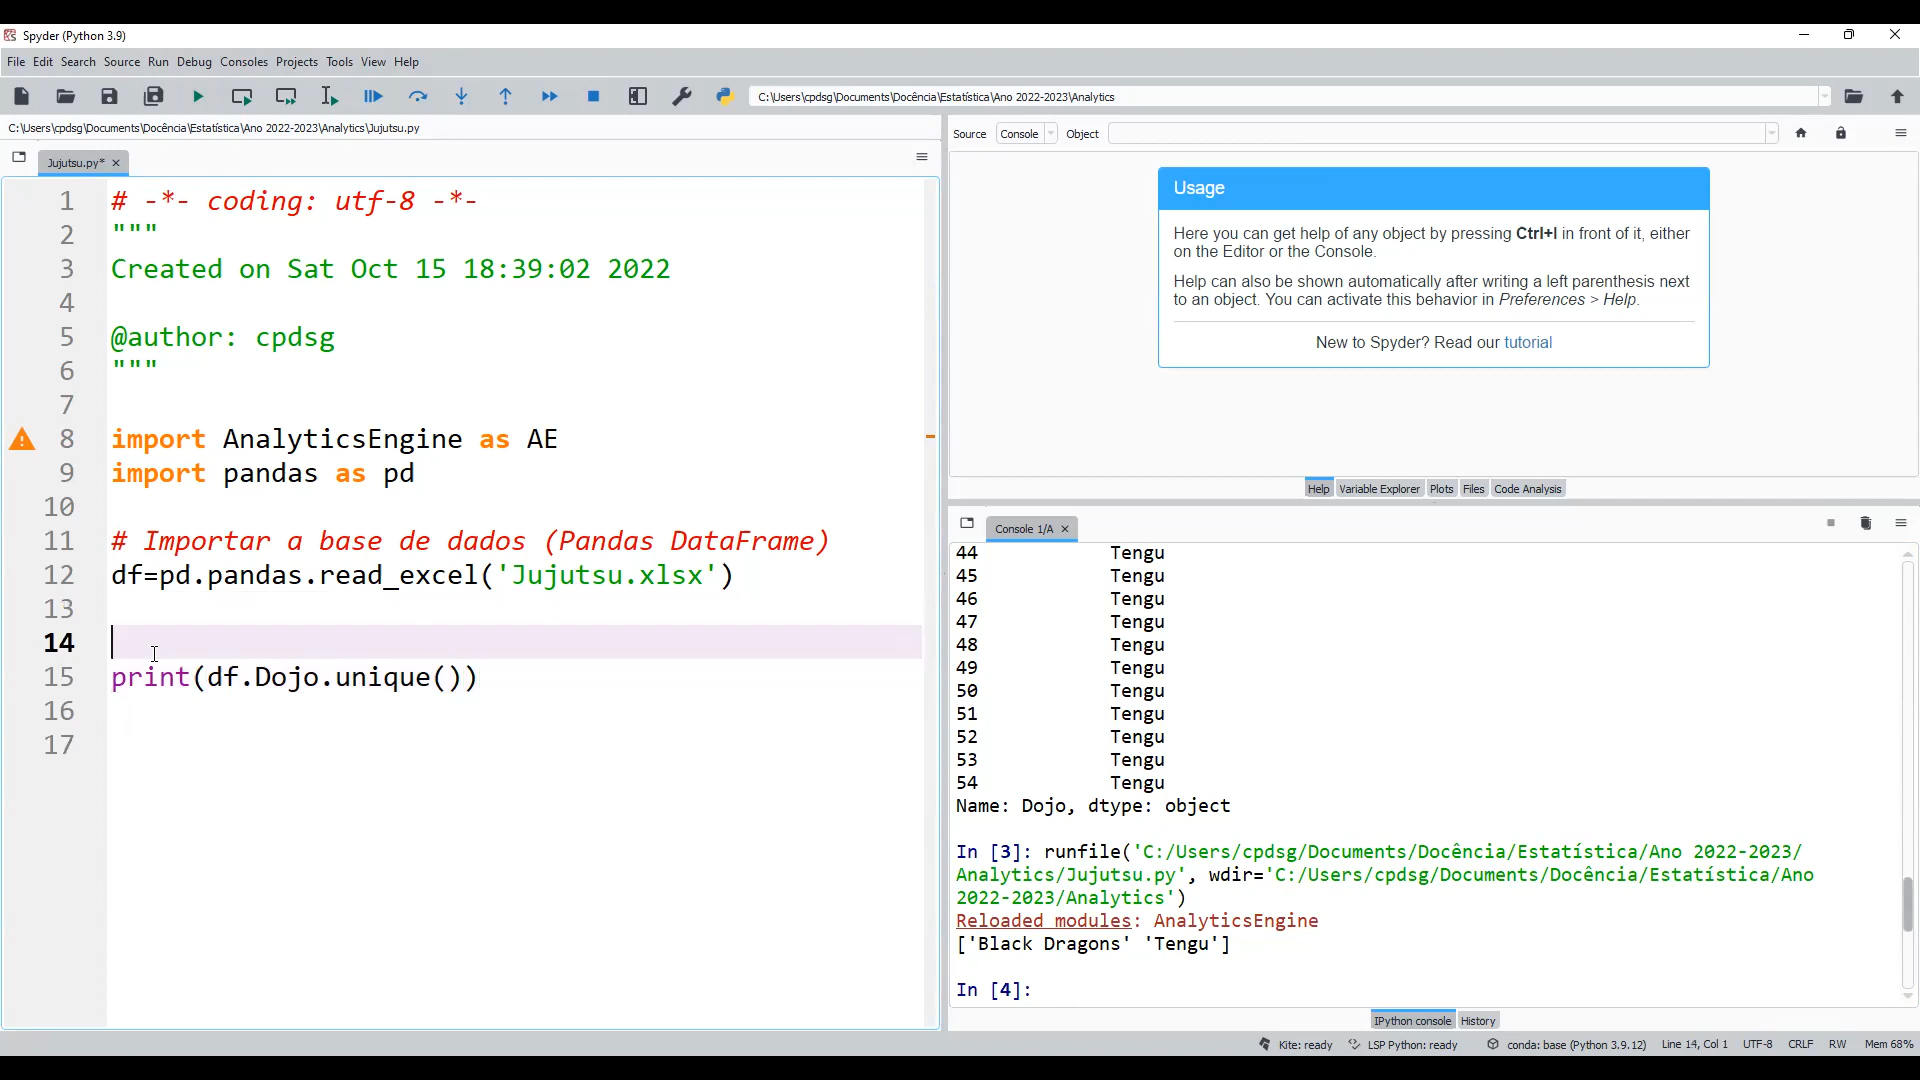 Spyder (Python 3.9)
File Edit Search Source Run Debug Consoles Projects Tools View Help
C:\Users\cpdsg\Documents\Docência\Estatística\Ano 2022-2023\Analytics
C:\Users\cpdsg\Documents\Docência\Estatística\Ano 2022-2023\Analytics\Jujutsu.py
Jujutsu.py*
1 # -*- coding: utf-8 -*-
2 """
3 Created on Sat Oct 15 18:39:02 2022
4
5 @author: cpdsg
6 """
7
8 import AnalyticsEngine as AE
9 import pandas as pd
10
11 # Importar a base de dados (Pandas DataFrame)
12 df=pd.pandas.read_excel('Jujutsu.xlsx')
13
14
15 print(df.Dojo.unique())
16
17
Source Console Object
Usage
Here you can get help of any object by pressing Ctrl+I in front of it, either
on the Editor or the Console.
Help can also be shown automatically after writing a left parenthesis next
to an object. You can activate this behavior in Preferences > Help.
New to Spyder? Read our tutorial
Help Variable Explorer Plots Files Code Analysis
Console 1/A
44 Tengu
45 Tengu
46 Tengu
47 Tengu
48 Tengu
49 Tengu
50 Tengu
51 Tengu
52 Tengu
53 Tengu
54 Tengu
Name: Dojo, dtype: object
In [3]: runfile('C:/Users/cpdsg/Documents/Docência/Estatística/Ano 2022-2023/
Analytics/Jujutsu.py', wdir='C:/Users/cpdsg/Documents/Docência/Estatística/Ano
2022-2023/Analytics')
Reloaded modules: AnalyticsEngine
['Black Dragons' 'Tengu']
In [4]:
IPython console History
Kite: ready LSP Python: ready conda: base (Python 3.9.12) Line 14, Col 1 UTF-8 CRLF RW Mem 68%